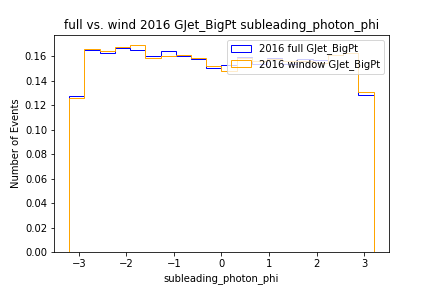 full vs. wind 2016 GJet_BigPt subleading_photon_phi
2016 full GJet_BigPt
2016 window GJet_BigPt
Number of Events
0.16
0.14
0.12
0.10
0.08
0.06
0.04
0.02
0.00
−3 −2 −1 0 1 2 3
subleading_photon_phi